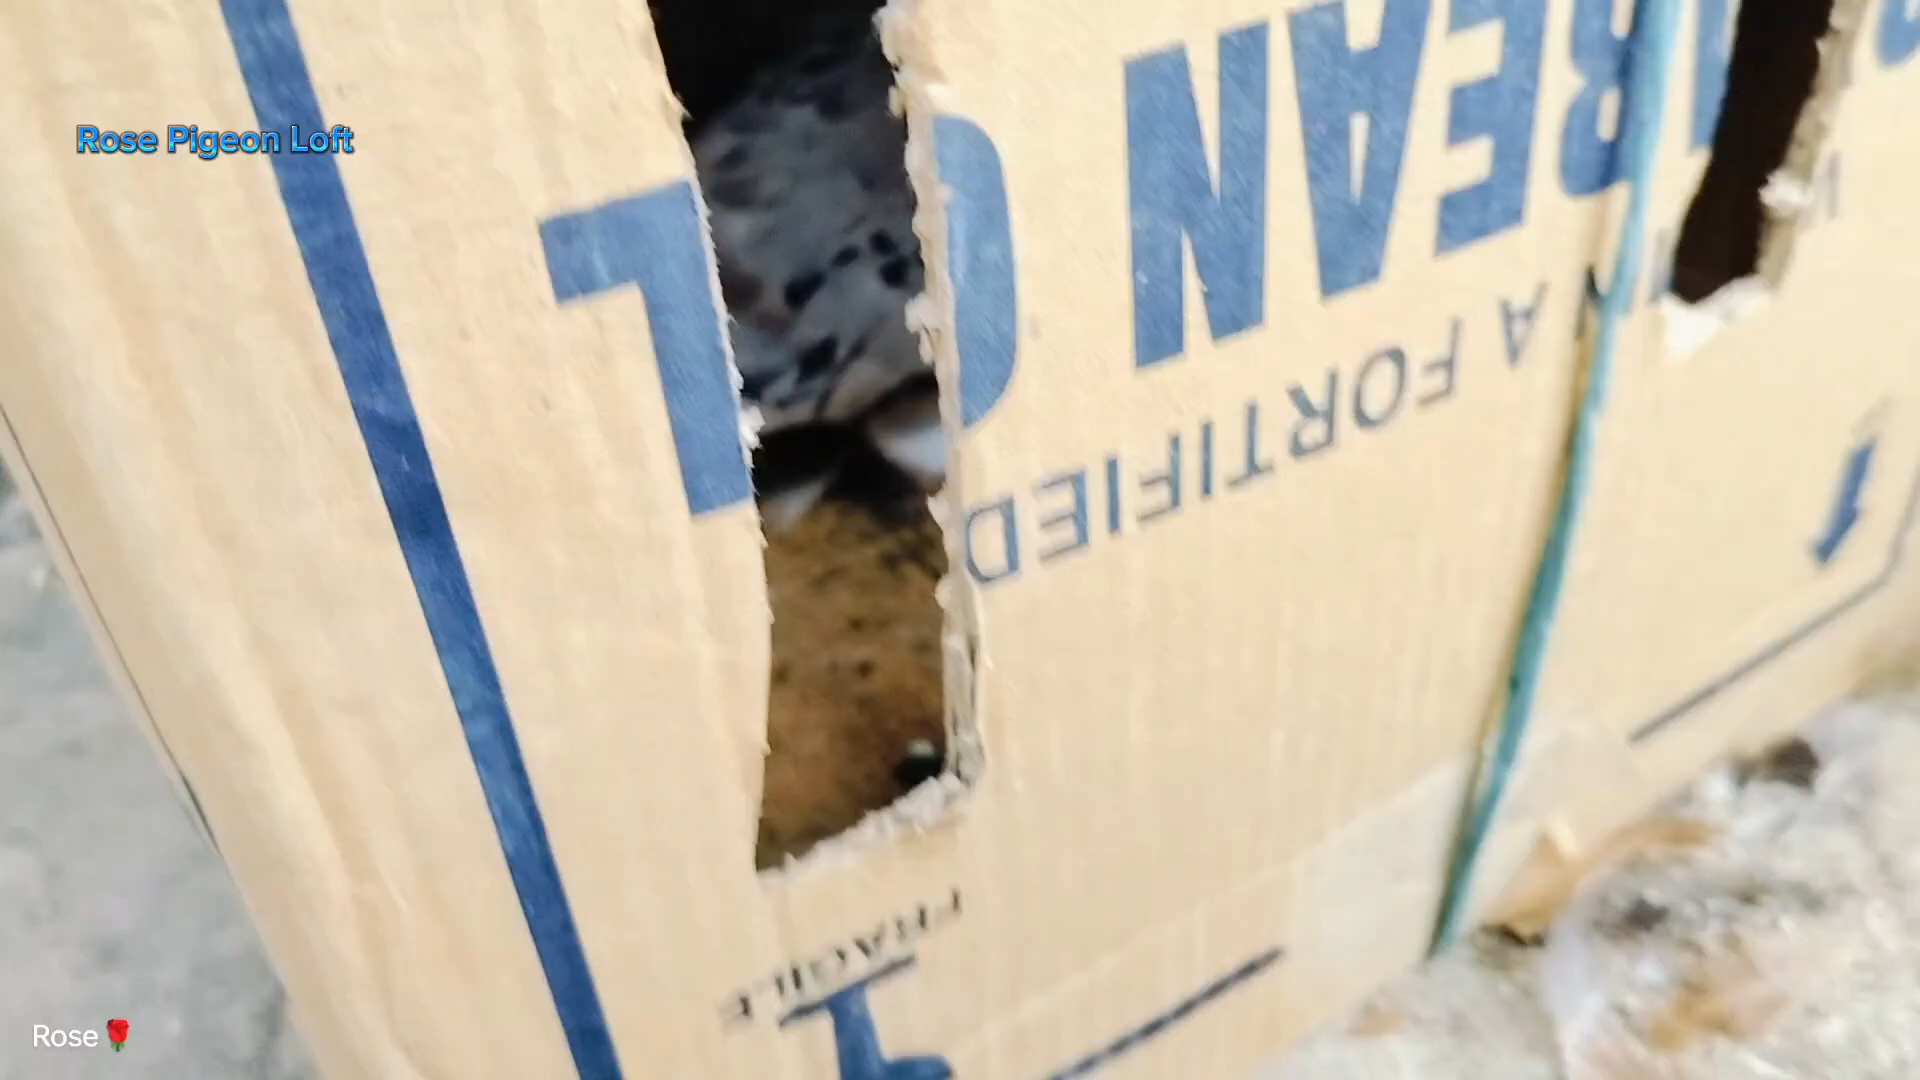 Rose Pigeon Loft
BEAN
A FORTIFIED
FRAGILE
Rose🌹